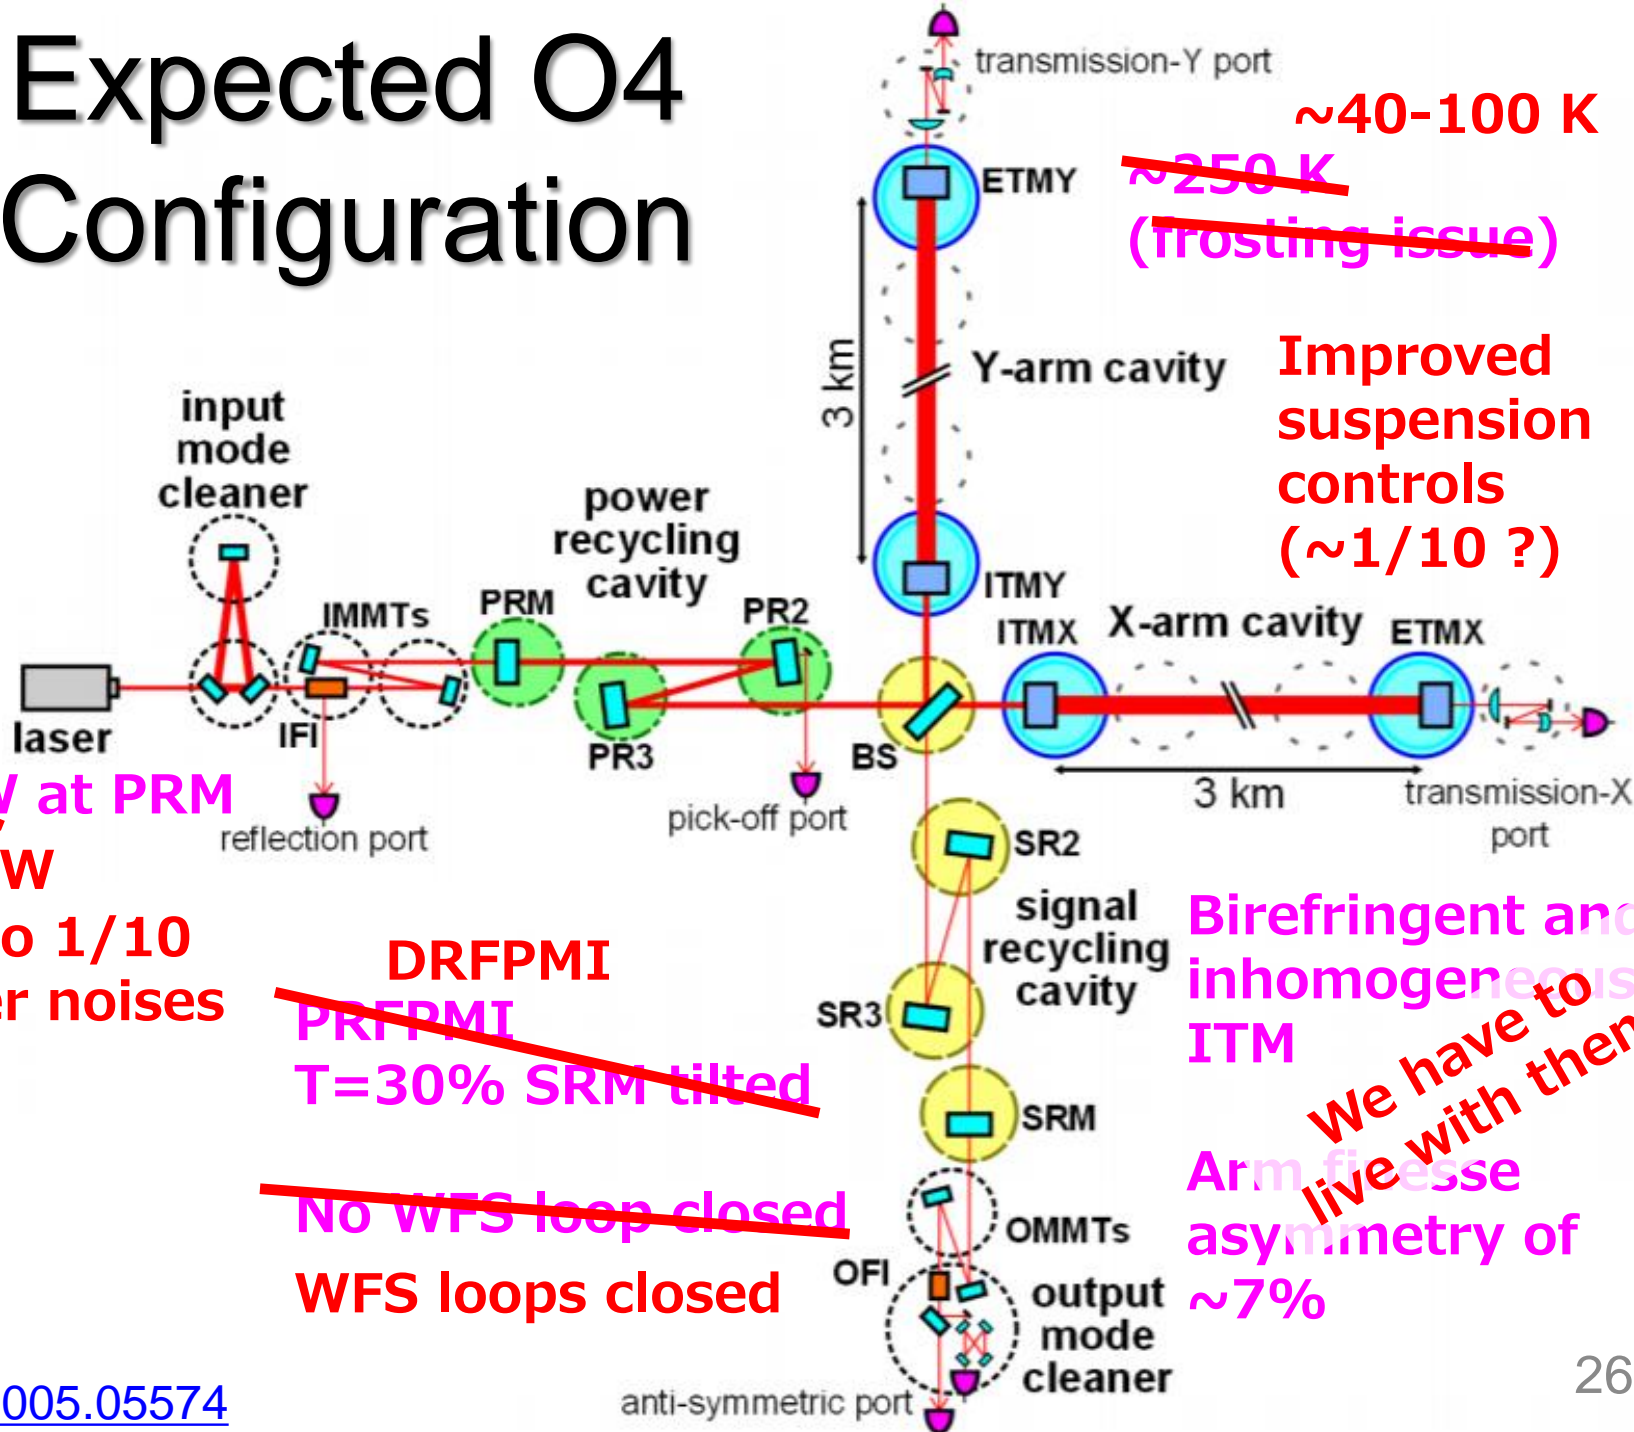 Expected O4
Configuration
transmission-Y port
~40-100 K
~250 K
(frosting issue)
ETMY
3 km
Y-arm cavity
Improved
suspension
controls
(~1/10 ?)
input
mode
cleaner
power
recycling
cavity
IMMTs
PRM
PR2
ITMY
ITMX
X-arm cavity
ETMX
laser
IFI
PR3
BS
at PRM
W
reflection port
pick-off port
3 km
transmission-X
port
1/10
noises
SR2
signal
recycling
cavity
SR3
SRM
DRFPMI
PRFPMI
T=30% SRM tilted
No WFS loop closed
WFS loops closed
Birefringent and
inhomogeneous
ITM
We have to
live with
Arm finesse
asymmetry of
~7%
OMMTs
OFI
output
mode
cleaner
anti-symmetric port
005.05574
26